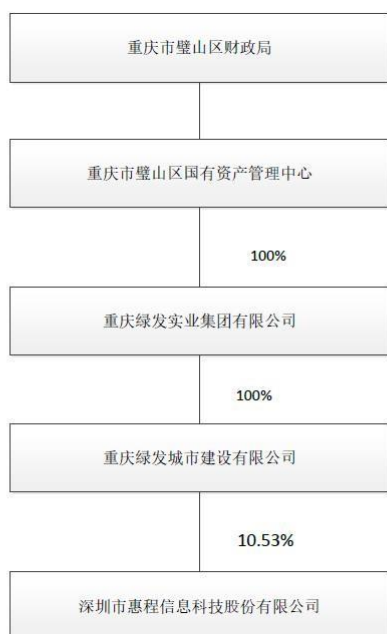 重庆市璧山区财政局
重庆市璧山区国有资产管理中心
100%
重庆绿发实业集团有限公司
100%
重庆绿发城市建设有限公司
10.53%
深圳市惠程信息科技股份有限公司